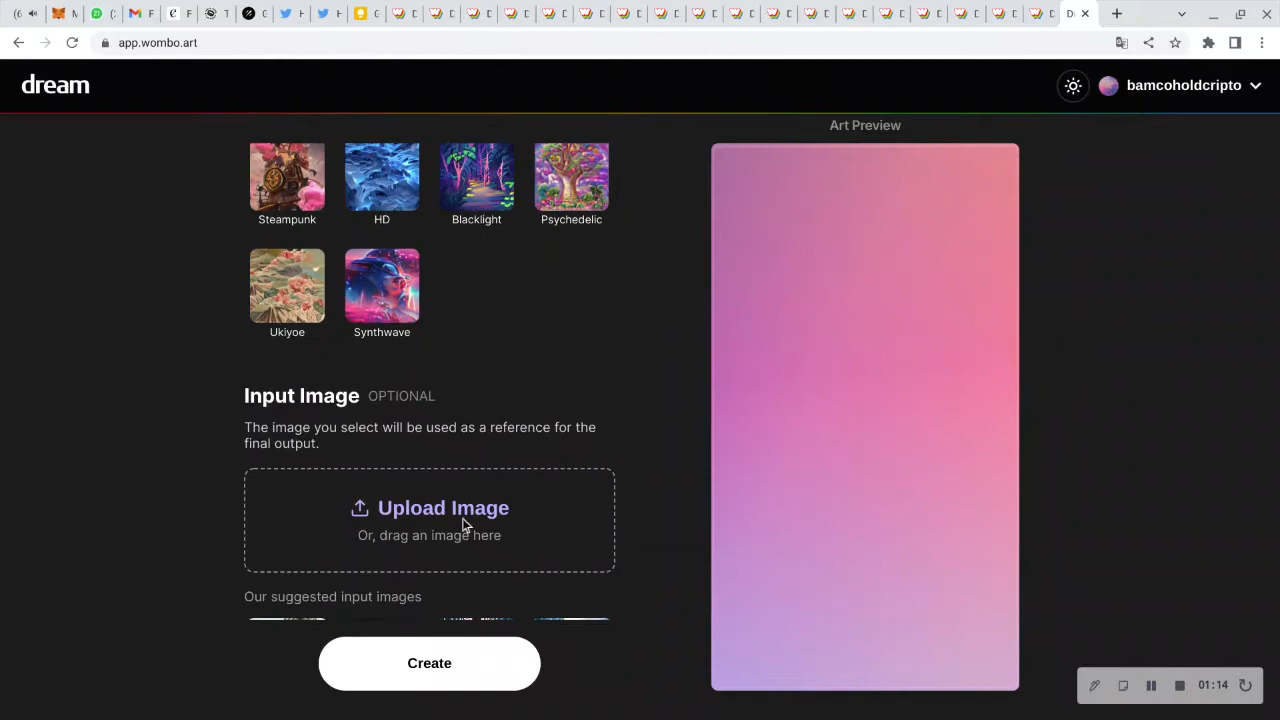 app.wombo.art
dream
bamcoholdcripto
Art Preview
Steampunk
HD
Blacklight
Psychedelic
Ukiyoe
Synthwave
Input Image OPTIONAL
The image you select will be used as a reference for the
final output.
Upload Image
Or, drag an image here
Our suggested input images
Create
01:14